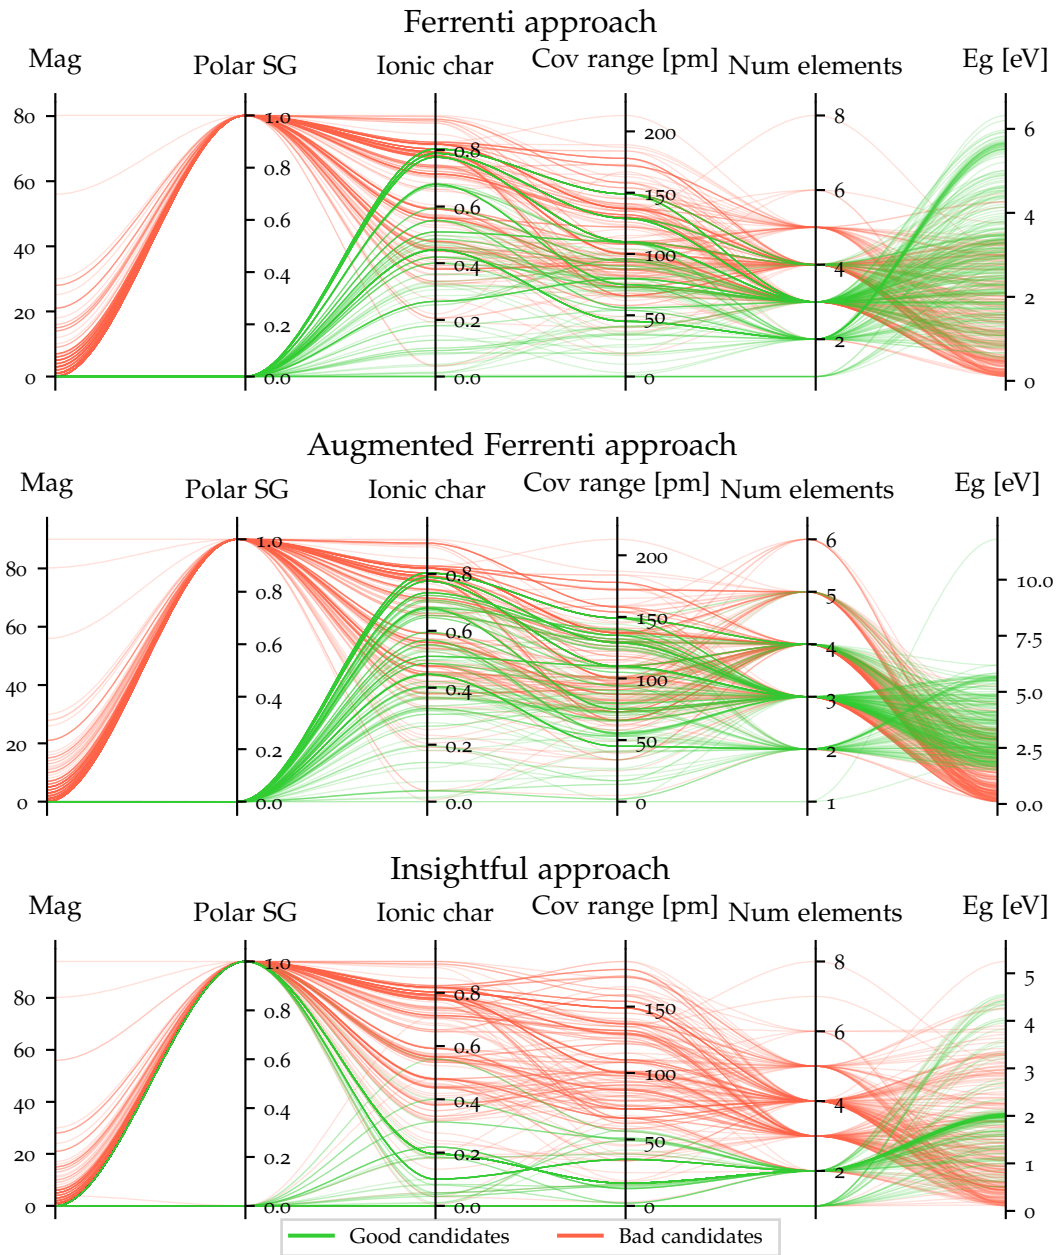 Ferrenti approach
Mag Polar SG Ionic char Cov range [pm] Num elements Eg [eV]
80 1.0 200 8 6
60 0.8 0.8 150 6
0.6 0.6 4
40 0.4 0.4 100 4
20 0.2 0.2 50 2 2
0 0.0 0.0 0 0
Augmented Ferrenti approach
Mag Polar SG Ionic char Cov range [pm] Num elements Eg [eV]
80 1.0 200 6 10.0
60 0.8 0.8 150 5 7.5
0.6 0.6 4
40 0.4 0.4 100 3 5.0
20 0.2 0.2 50 2 2.5
0 0.0 0.0 0 1 0.0
Insightful approach
Mag Polar SG Ionic char Cov range [pm] Num elements Eg [eV]
80 1.0 0.8 150 8 5
60 0.8 6 4
0.6 0.6 100 3
40 0.4 0.4 4 2
20 0.2 0.2 50 2 1
0 0.0 0.0 0 0
Good candidates Bad candidates